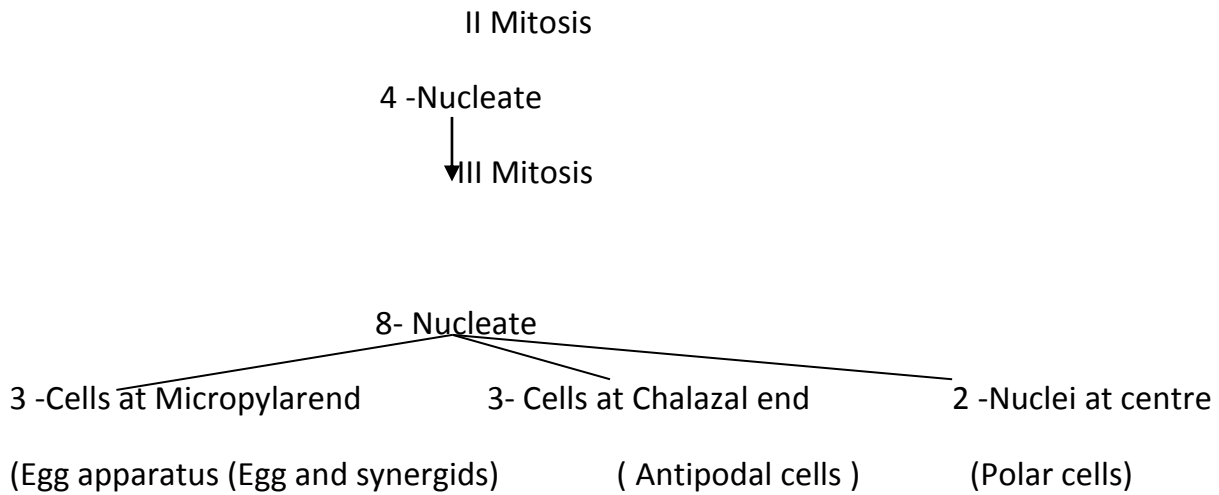 II Mitosis
4 -Nucleate
III Mitosis
8- Nucleate
3 -Cells at Micropylarend 3- Cells at Chalazal end 2 -Nuclei at centre
(Egg apparatus (Egg and synergids) ( Antipodal cells ) (Polar cells)